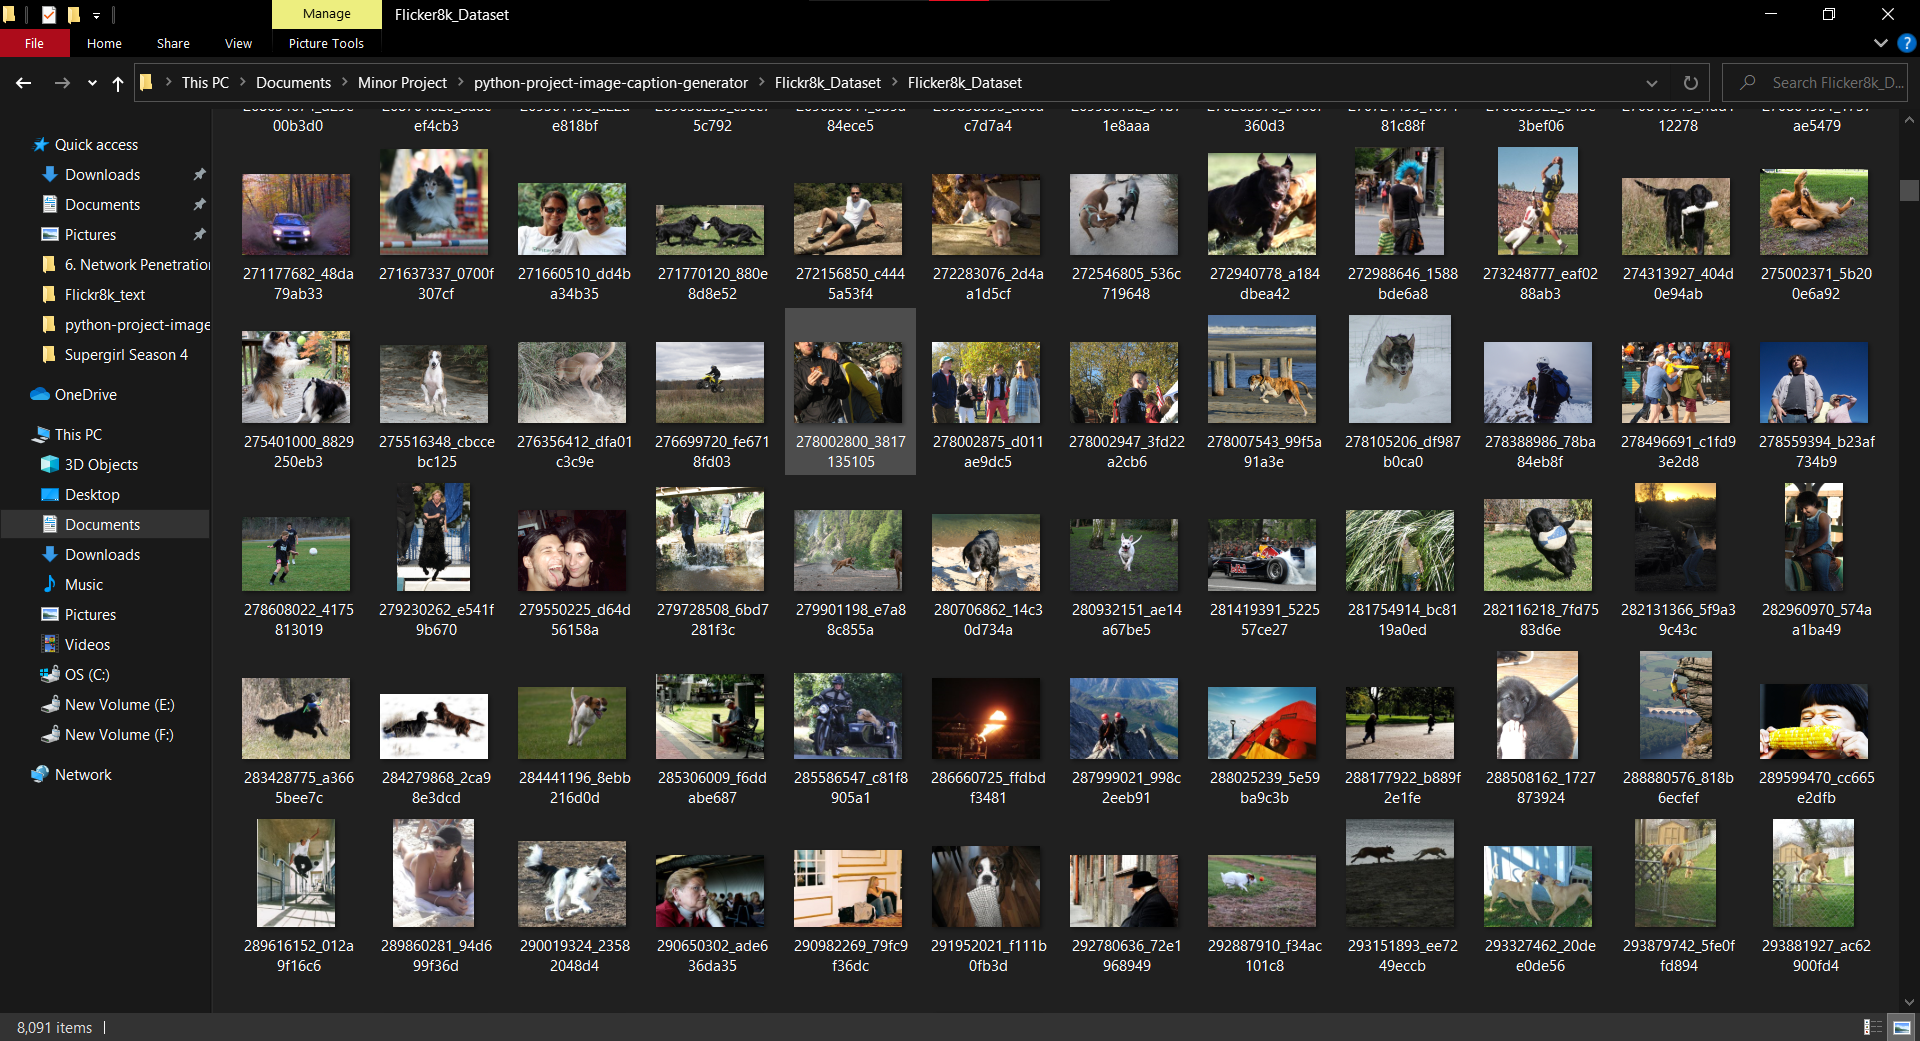 Manage
Flicker8k_Dataset
File
Home
Share
View
Picture Tools
This PC
Documents
Minor Project
python-project-image-caption-generator
Flickr8k_Dataset
Flicker8k_Dataset
Search Flicker8k_D...
Quick access
Downloads
Documents
Pictures
6. Network Penetration
Flickr8k_text
python-project-image
Supergirl Season 4
OneDrive
This PC
3D Objects
Desktop
Documents
Downloads
Music
Pictures
Videos
OS (C:)
New Volume (E:)
New Volume (F:)
Network
00b3d0
ef4cb3
e818bf
5c792
84ece5
c7d7a4
1e8aaa
360d3
81c88f
3bef06
12278
ae5479
271177682_48da
79ab33
271637337_0700f
307cf
271660510_dd4b
a34b35
271770120_880e
8d8e52
272156850_c444
5a53f4
272283076_2d4a
a1d5cf
272546805_536c
719648
272940778_a184
dbea42
272988646_1588
bde6a8
273248777_eaf02
88ab3
274313927_404d
0e94ab
275002371_5b20
0e6a92
275401000_8829
250eb3
275516348_cbcce
bc125
276356412_dfa01
c3c9e
276699720_fe671
8fd03
278002800_3817
135105
278002875_d011
ae9dc5
278002947_3fd22
a2cb6
278007543_99f5a
91a3e
278105206_df987
b0ca0
278388986_78ba
84eb8f
278496691_c1fd9
3e2d8
278559394_b23af
734b9
278608022_4175
813019
279230262_e541f
9b670
279550225_d64d
56158a
279728508_6bd7
281f3c
279901198_e7a8
8c855a
280706862_14c3
0d734a
280932151_ae14
a67be5
281419391_5225
57ce27
281754914_bc81
19a0ed
282116218_7fd75
83d6e
282131366_5f9a3
9c43c
282960970_574a
a1ba49
283428775_a366
5bee7c
284279868_2ca9
8e3dcd
284441196_8ebb
216d0d
285306009_f6dd
abe687
285586547_c81f8
905a1
286660725_ffdbd
f3481
287999021_998c
2eeb91
288025239_5e59
ba9c3b
288177922_b889f
2e1fe
288508162_1727
873924
288880576_818b
6ecfef
289599470_cc665
e2dfb
289616152_012a
9f16c6
289860281_94d6
99f36d
290019324_2358
2048d4
290650302_ade6
36da35
290982269_79fc9
f36dc
291952021_f111b
0fb3d
292780636_72e1
968949
292887910_f34ac
101c8
293151893_ee72
49eccb
293327462_20de
e0de56
293879742_5fe0f
fd894
293881927_ac62
900fd4
8,091 items